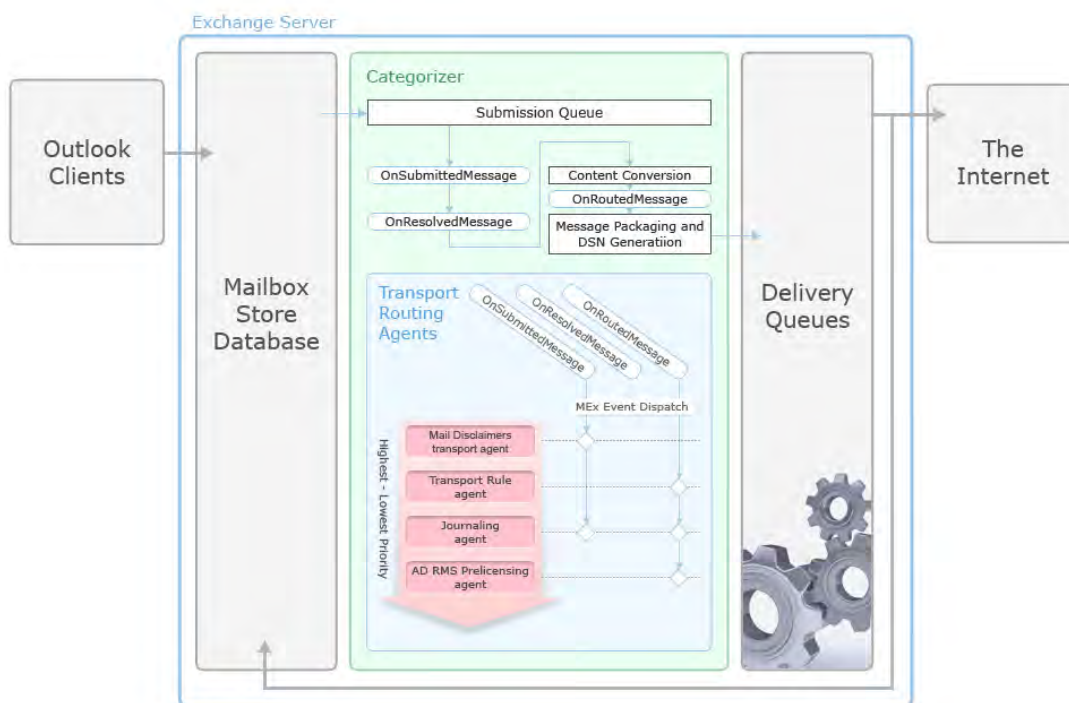 Exchange Server
Outlook
Clients
Mailbox
Store
Database
Categorizer
Submission Queue
OnSubmittedMessage
OnResolvedMessage
Content Conversion
OnRoutedMessage
Message Packaging and
DSN Generatiion
Transport
Routing
Agents
OnSubmittedMessage
OnResolvedMessage
OnRoutedMessage
MEx Event Dispatch
Highest - Lowest Priority
Mail Disclaimers
transport agent
Transport Rule
agent
Journaling
agent
AD RMS Prelicensing
agent
Delivery
Queues
The
Internet